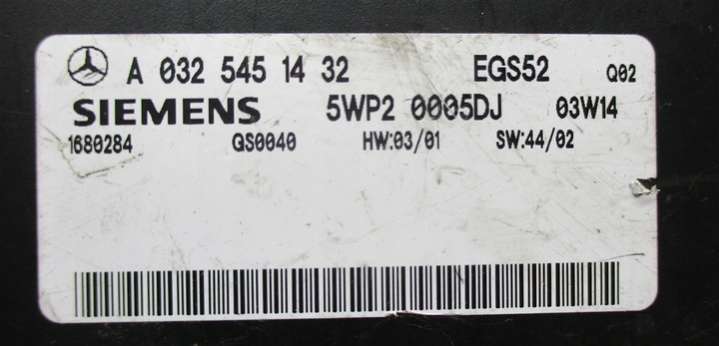 A 032 545 14 32 EGS52 Q02
SIEMENS 5WP2 0005DJ 03W14
1680284 QS0040 HW:03/01 SW:44/02